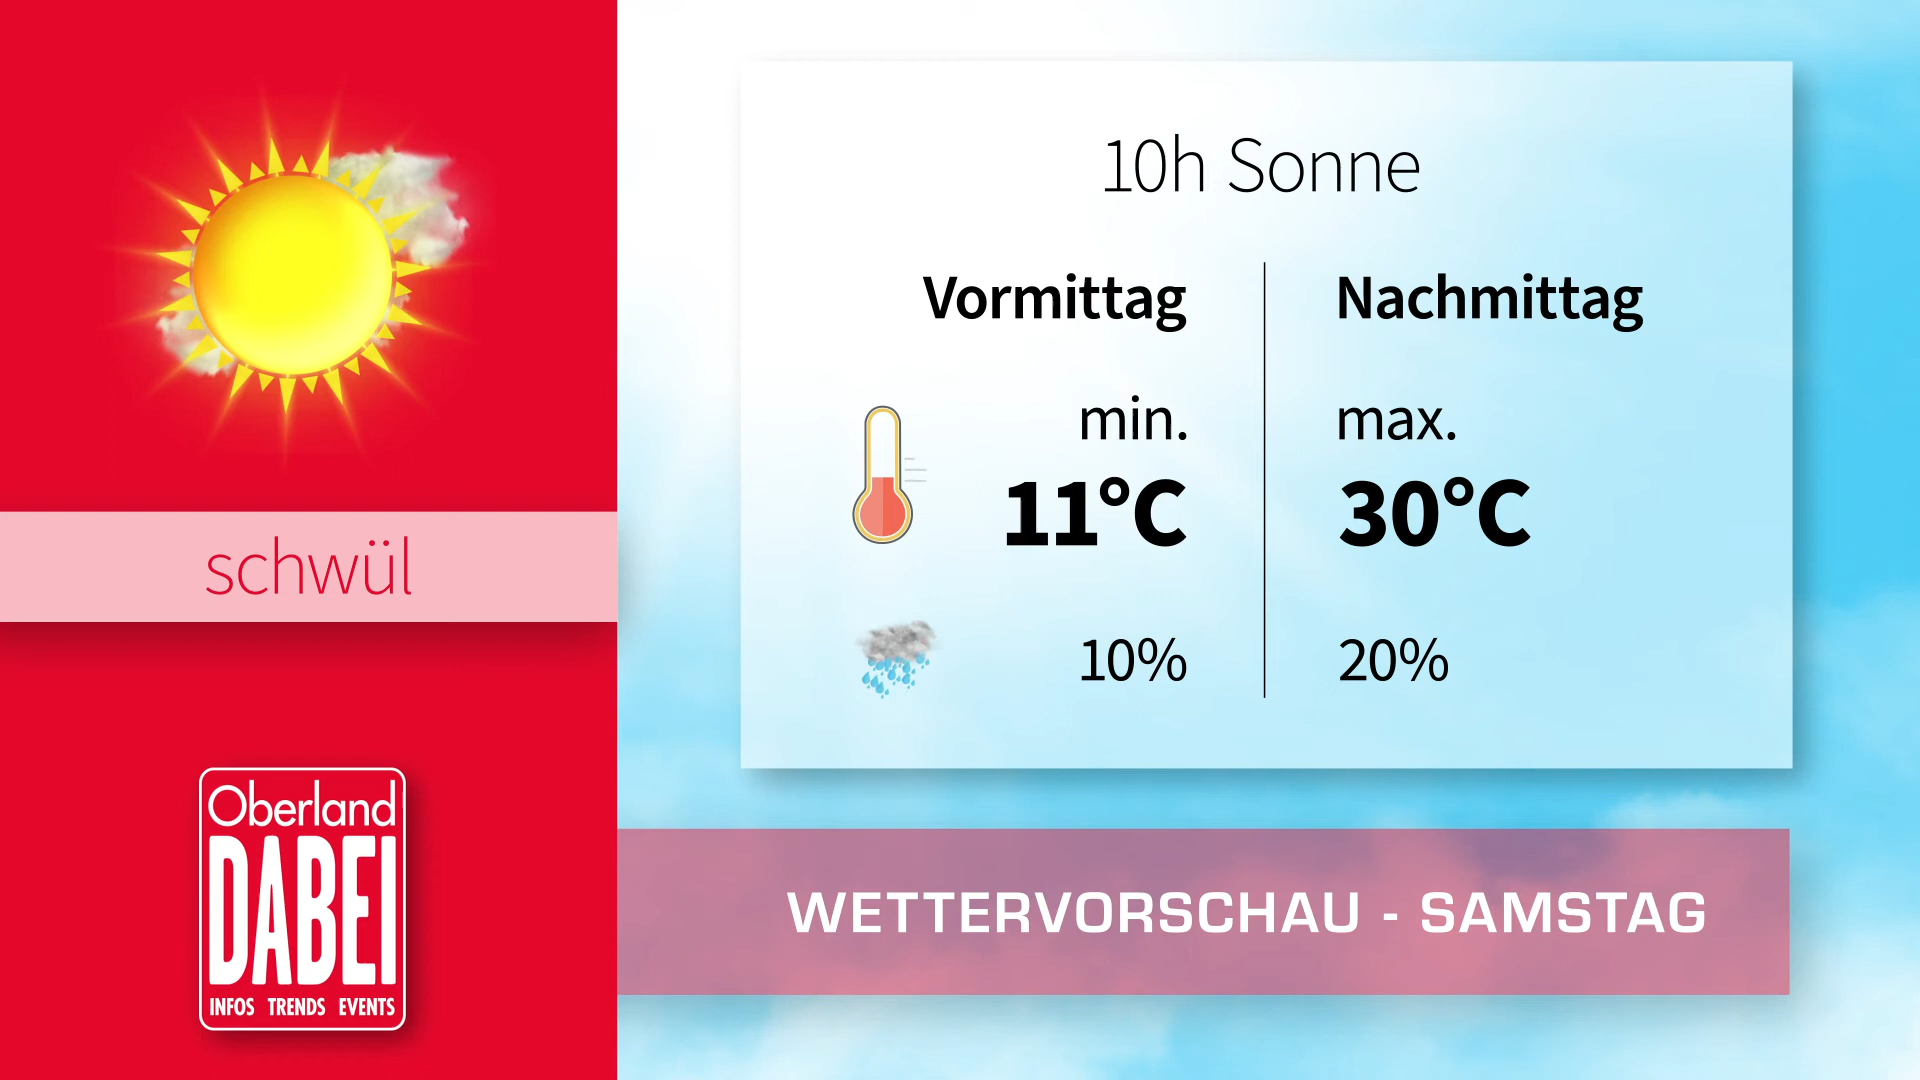 schwül
Oberland
DABEI
INFOS TRENDS EVENTS
10h Sonne
Vormittag
Nachmittag
min.
max.
11°C
30°C
10%
20%
WETTERVORSCHAU - SAMSTAG